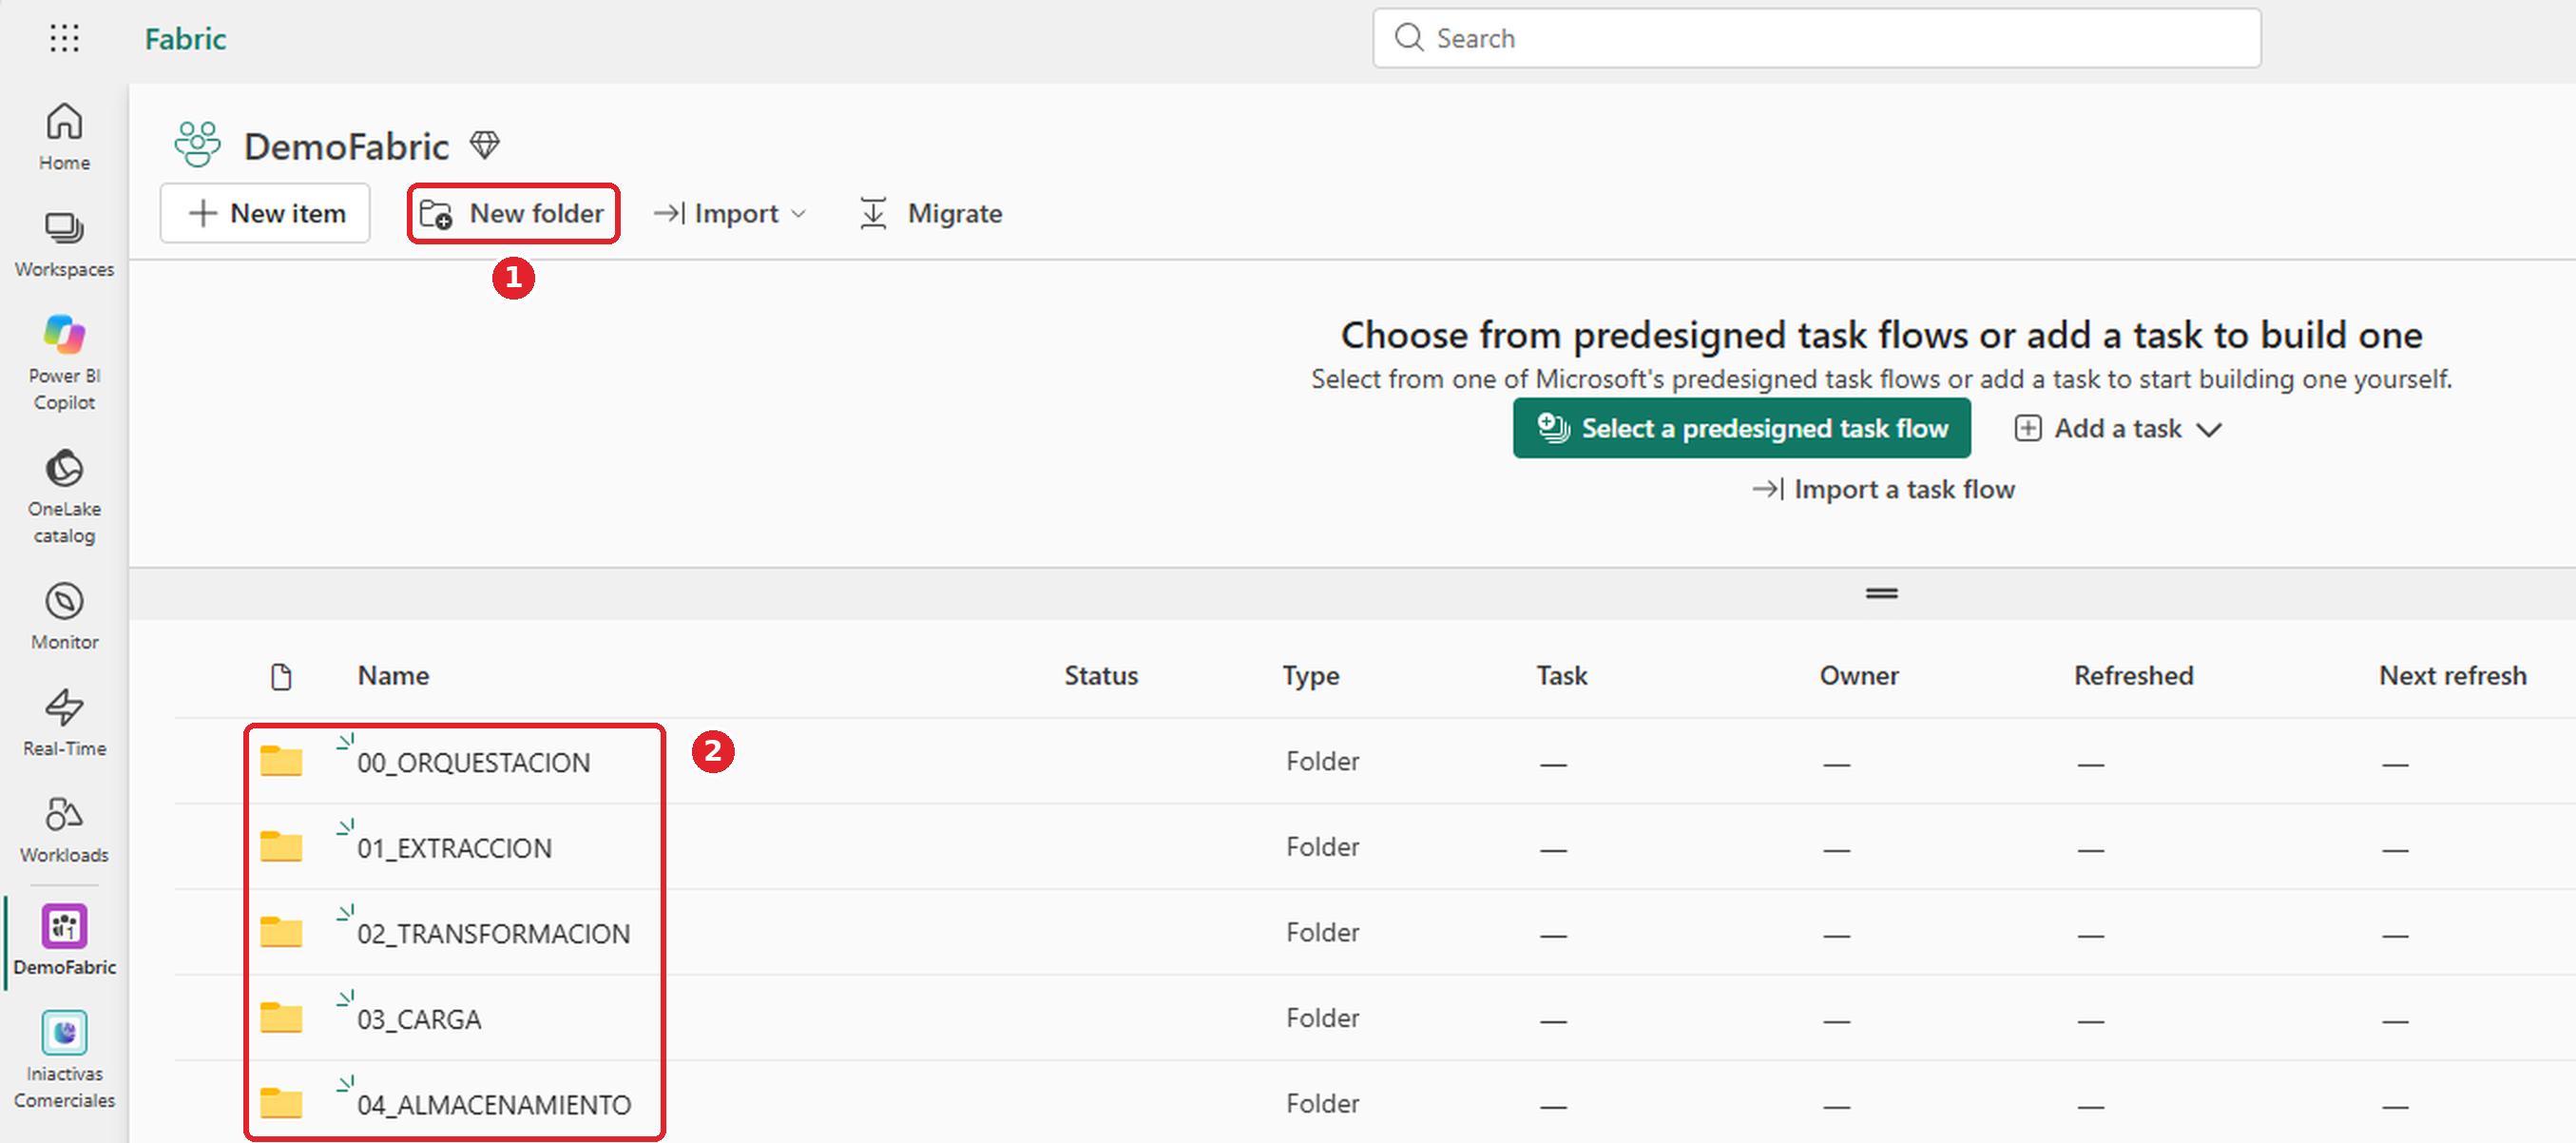 Fabric
Search
Home
Workspaces
Power BI
Copilot
OneLake
catalog
Monitor
Real-Time
Workloads
DemoFabric
Iniactivas
Comerciales
DemoFabric
New item
New folder
Import
Migrate
1
Choose from predesigned task flows or add a task to build one
Select from one of Microsoft's predesigned task flows or add a task to start building one yourself.
Select a predesigned task flow
Add a task
Import a task flow
Name Status Type Task Owner Refreshed Next refresh
2
00_ORQUESTACION Folder — — — —
01_EXTRACCION Folder — — — —
02_TRANSFORMACION Folder — — — —
03_CARGA Folder — — — —
04_ALMACENAMIENTO Folder — — — —